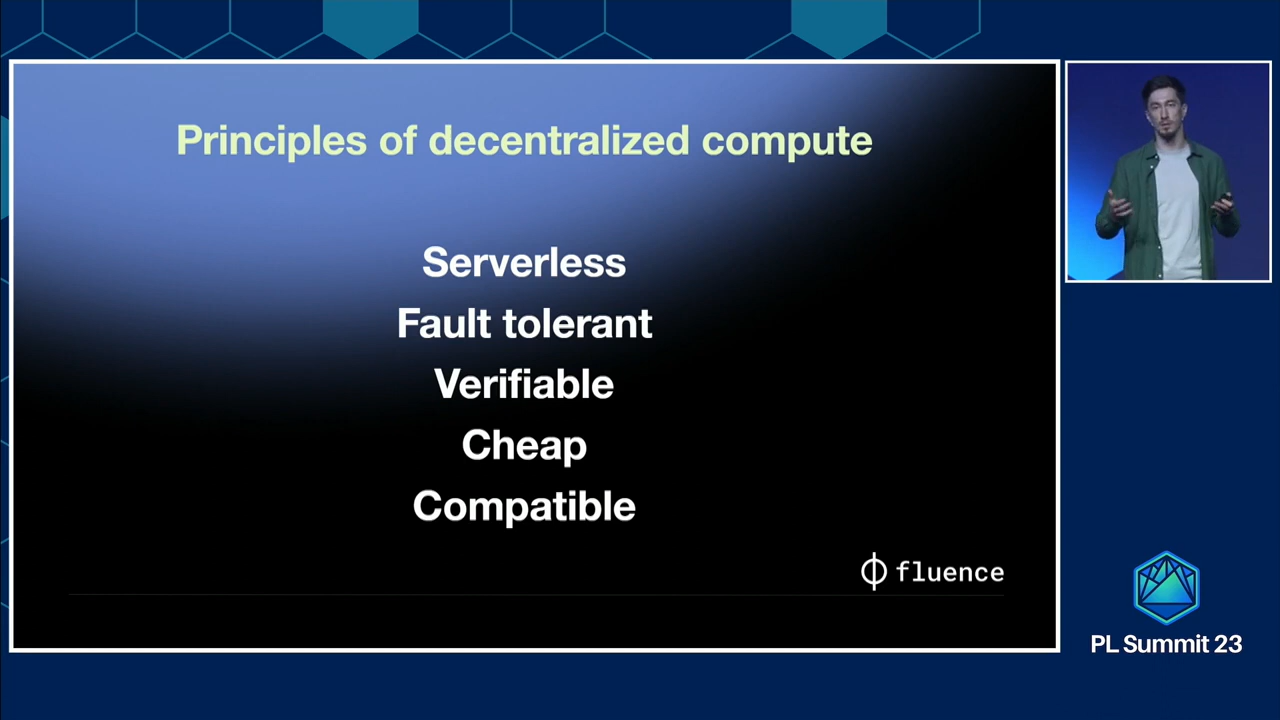 Principles of decentralized compute
Serverless
Fault tolerant
Verifiable
Cheap
Compatible
fluence
PL Summit 23